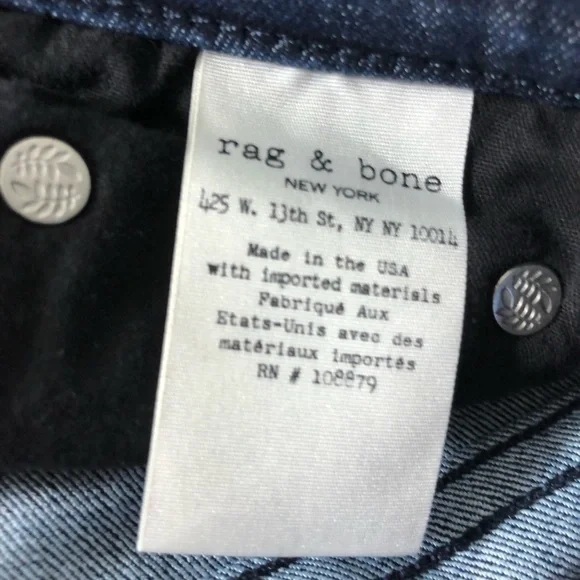 rag & bone
NEW YORK
425 W. 13th St, NY NY 10014
Made in the USA
with imported materials
Fabriqué Aux
Etats-Unis avec des
matériaux importés
RN # 108879